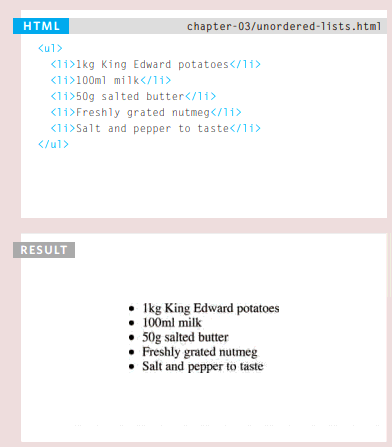 HTML chapter-03/unordered-lists.html
<ul>
<li>1kg King Edward potatoes</li>
<li>100ml milk</li>
<li>50g salted butter</li>
<li>Freshly grated nutmeg</li>
<li>Salt and pepper to taste</li>
</ul>
RESULT
• 1kg King Edward potatoes
• 100ml milk
• 50g salted butter
• Freshly grated nutmeg
• Salt and pepper to taste